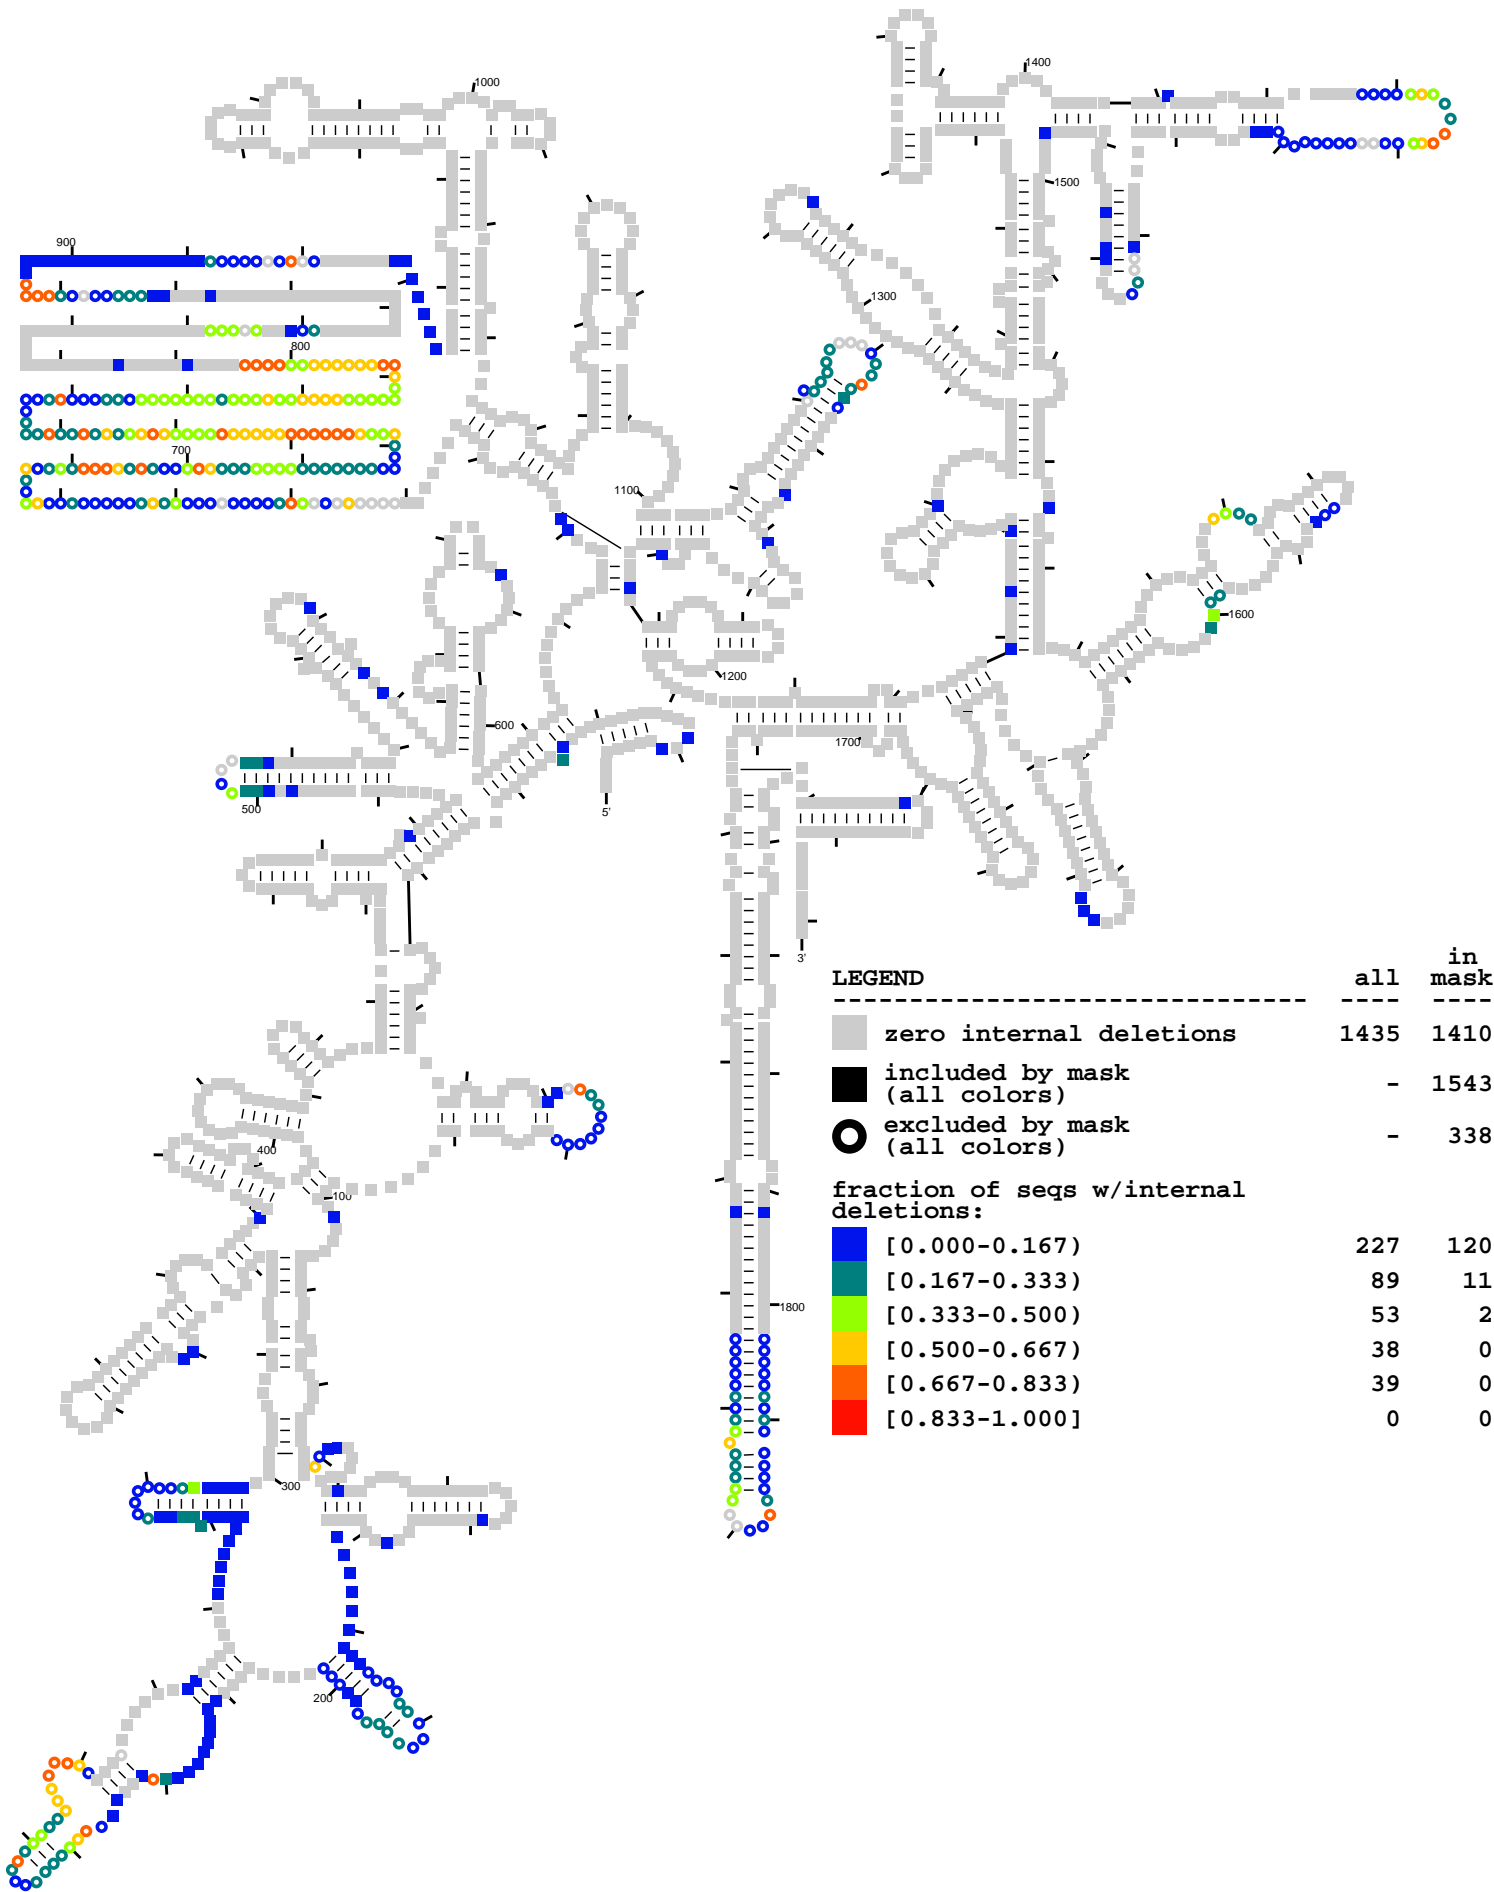 1000
1400
1500
900
1300
800
700
1100
1600
1200
600
1700
500
5'
3'
400
100
1800
300
200
in
LEGEND all mask
-------------------------------- ---- ----
zero internal deletions 1435 1410
included by mask
(all colors) - 1543
excluded by mask
(all colors) - 338
fraction of seqs w/internal
deletions:
[0.000-0.167) 227 120
[0.167-0.333) 89 11
[0.333-0.500) 53 2
[0.500-0.667) 38 0
[0.667-0.833) 39 0
[0.833-1.000] 0 0